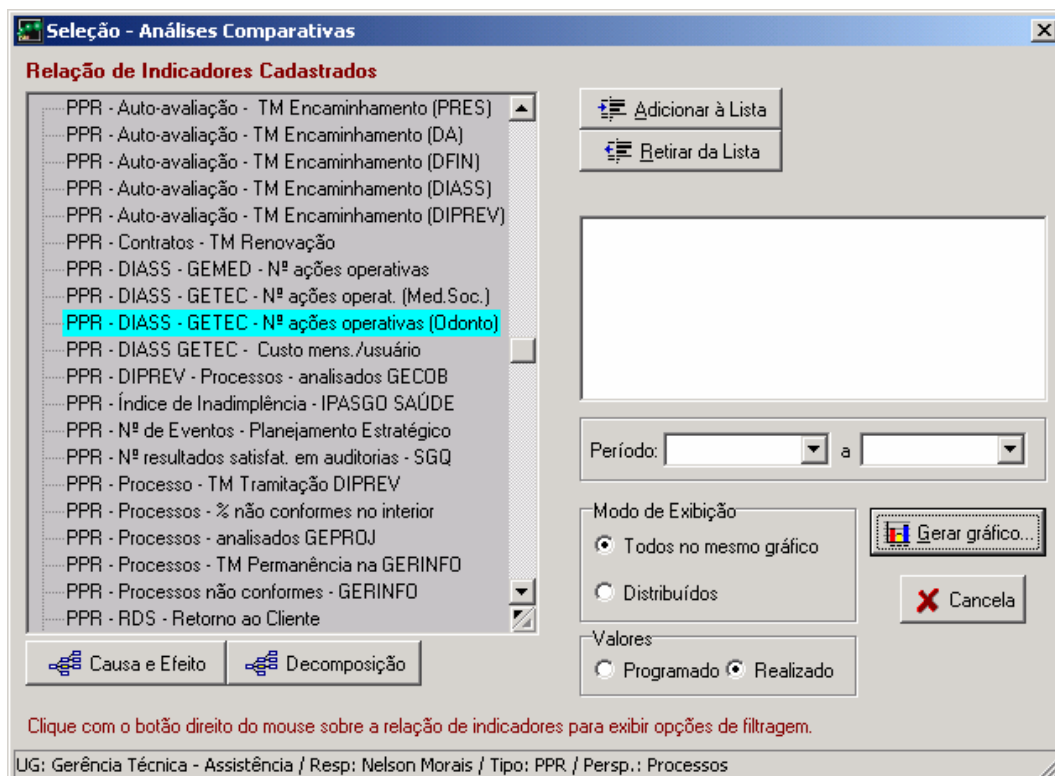 Seleção - Análises Comparativas
Relação de Indicadores Cadastrados
PPR - Auto-avaliação - TM Encaminhamento (PRES)
PPR - Auto-avaliação - TM Encaminhamento (DA)
PPR - Auto-avaliação - TM Encaminhamento (DFIN)
PPR - Auto-avaliação - TM Encaminhamento (DIASS)
PPR - Auto-avaliação - TM Encaminhamento (DIPREV)
PPR - Contratos - TM Renovação
PPR - DIASS - GEMED - Nº ações operativas
PPR - DIASS - GETEC - Nº ações operat. (Med.Soc.)
PPR - DIASS - GETEC - Nº ações operativas (Odonto)
PPR - DIASS GETEC - Custo mens./usuário
PPR - DIPREV - Processos - analisados GECOB
PPR - Índice de Inadimplência - IPASGO SAÚDE
PPR - Nº de Eventos - Planejamento Estratégico
PPR - Nº resultados satisfat. em auditorias - SGQ
PPR - Processo - TM Tramitação DIPREV
PPR - Processos - % não conformes no interior
PPR - Processos - analisados GEPROJ
PPR - Processos - TM Permanência na GERINFO
PPR - Processos não conformes - GERINFO
PPR - RDS - Retorno ao Cliente
Causa e Efeito
Decomposição
Adicionar à Lista
Retirar da Lista
Período: a
Modo de Exibição
Todos no mesmo gráfico
Distribuídos
Gerar gráfico...
Cancela
Valores
Programado Realizado
Clique com o botão direito do mouse sobre a relação de indicadores para exibir opções de filtragem.
UG: Gerência Técnica - Assistência / Resp: Nelson Morais / Tipo: PPR / Persp.: Processos